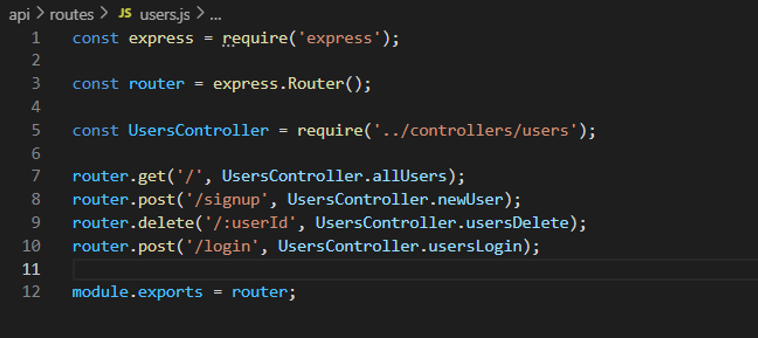 api > routes > JS users.js > ...
1 const express = require('express');
2
3 const router = express.Router();
4
5 const UsersController = require('../controllers/users');
6
7 router.get('/', UsersController.allUsers);
8 router.post('/signup', UsersController.newUser);
9 router.delete('/:userId', UsersController.usersDelete);
10 router.post('/login', UsersController.usersLogin);
11
12 module.exports = router;